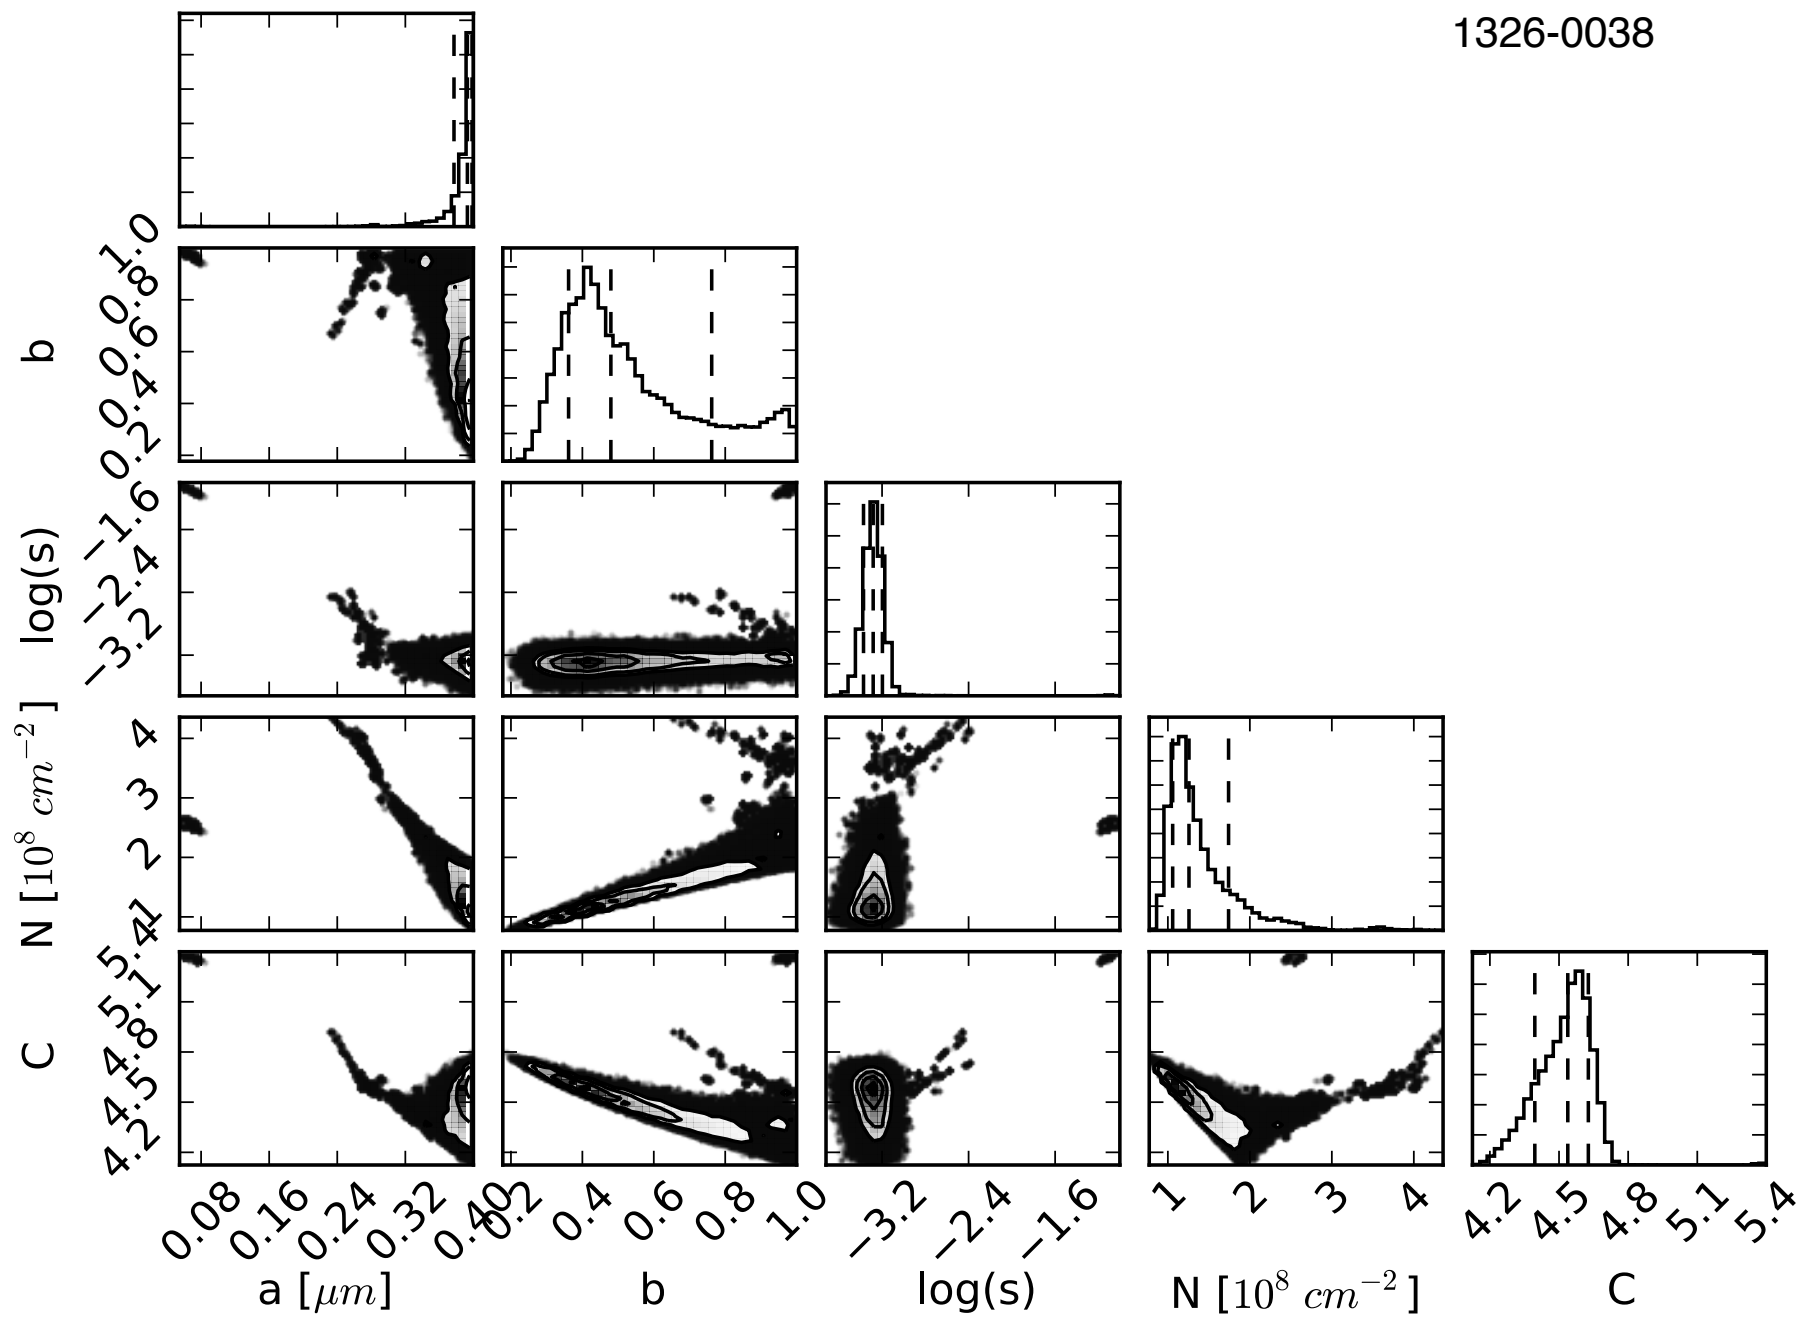 1326-0038
b
1.0
0.8
0.6
0.4
0.2
log(s)
−1.6
−2.4
−3.2
N [10^8 cm^−2]
4
3
2
1
C
5.4
5.1
4.8
4.5
4.2
0.08 0.16 0.24 0.32 0.40
0.2 0.4 0.6 0.8 1.0
−3.2 −2.4 −1.6
1 2 3 4
4.2 4.5 4.8 5.1 5.4
a [μm] b log(s) N [10^8 cm^−2] C